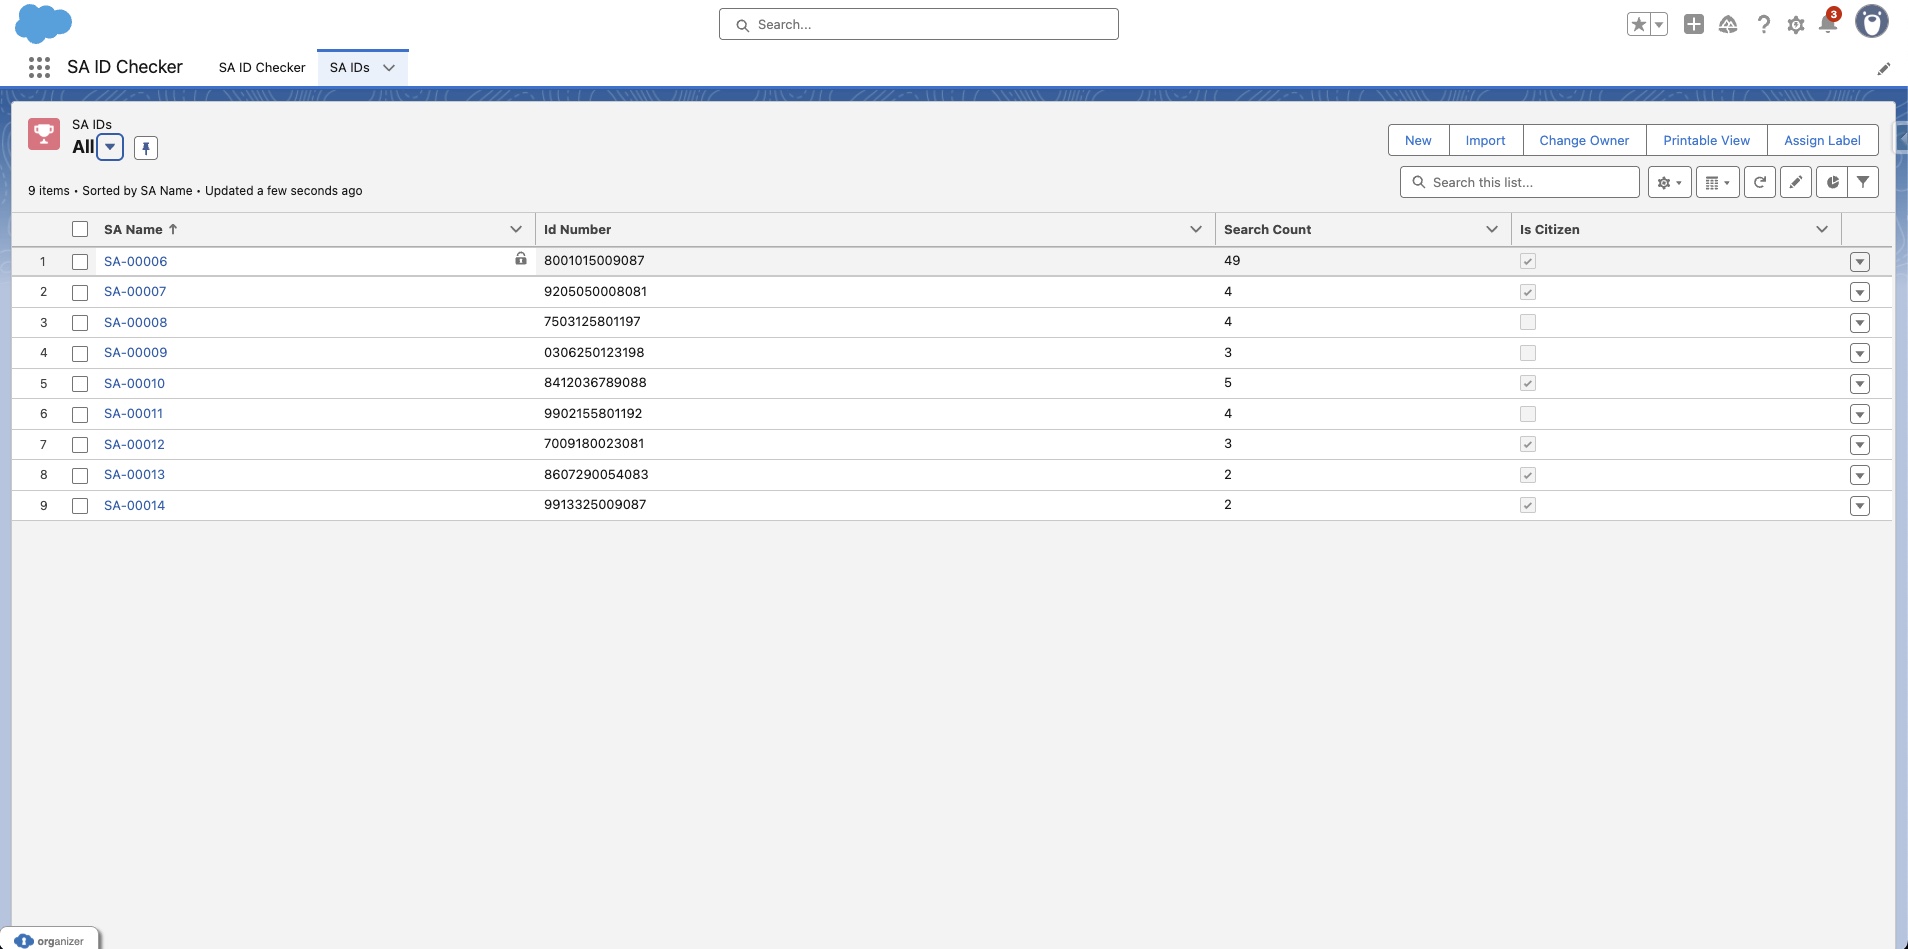 Search...
3
SA ID Checker SA ID Checker SA IDs
SA IDs
All
New Import Change Owner Printable View Assign Label
9 items • Sorted by SA Name • Updated a few seconds ago
Search this list...
SA Name ↑ Id Number Search Count Is Citizen
1 SA-00006 8001015009087 49
2 SA-00007 9205050008081 4
3 SA-00008 7503125801197 4
4 SA-00009 0306250123198 3
5 SA-00010 8412036789088 5
6 SA-00011 9902155801192 4
7 SA-00012 7009180023081 3
8 SA-00013 8607290054083 2
9 SA-00014 9913325009087 2
organizer